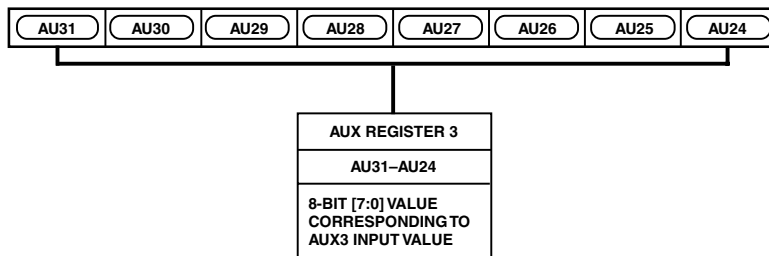 AU31 AU30 AU29 AU28 AU27 AU26 AU25 AU24
AUX REGISTER 3
AU31–AU24
8-BIT [7:0] VALUE
CORRESPONDING TO
AUX3 INPUT VALUE